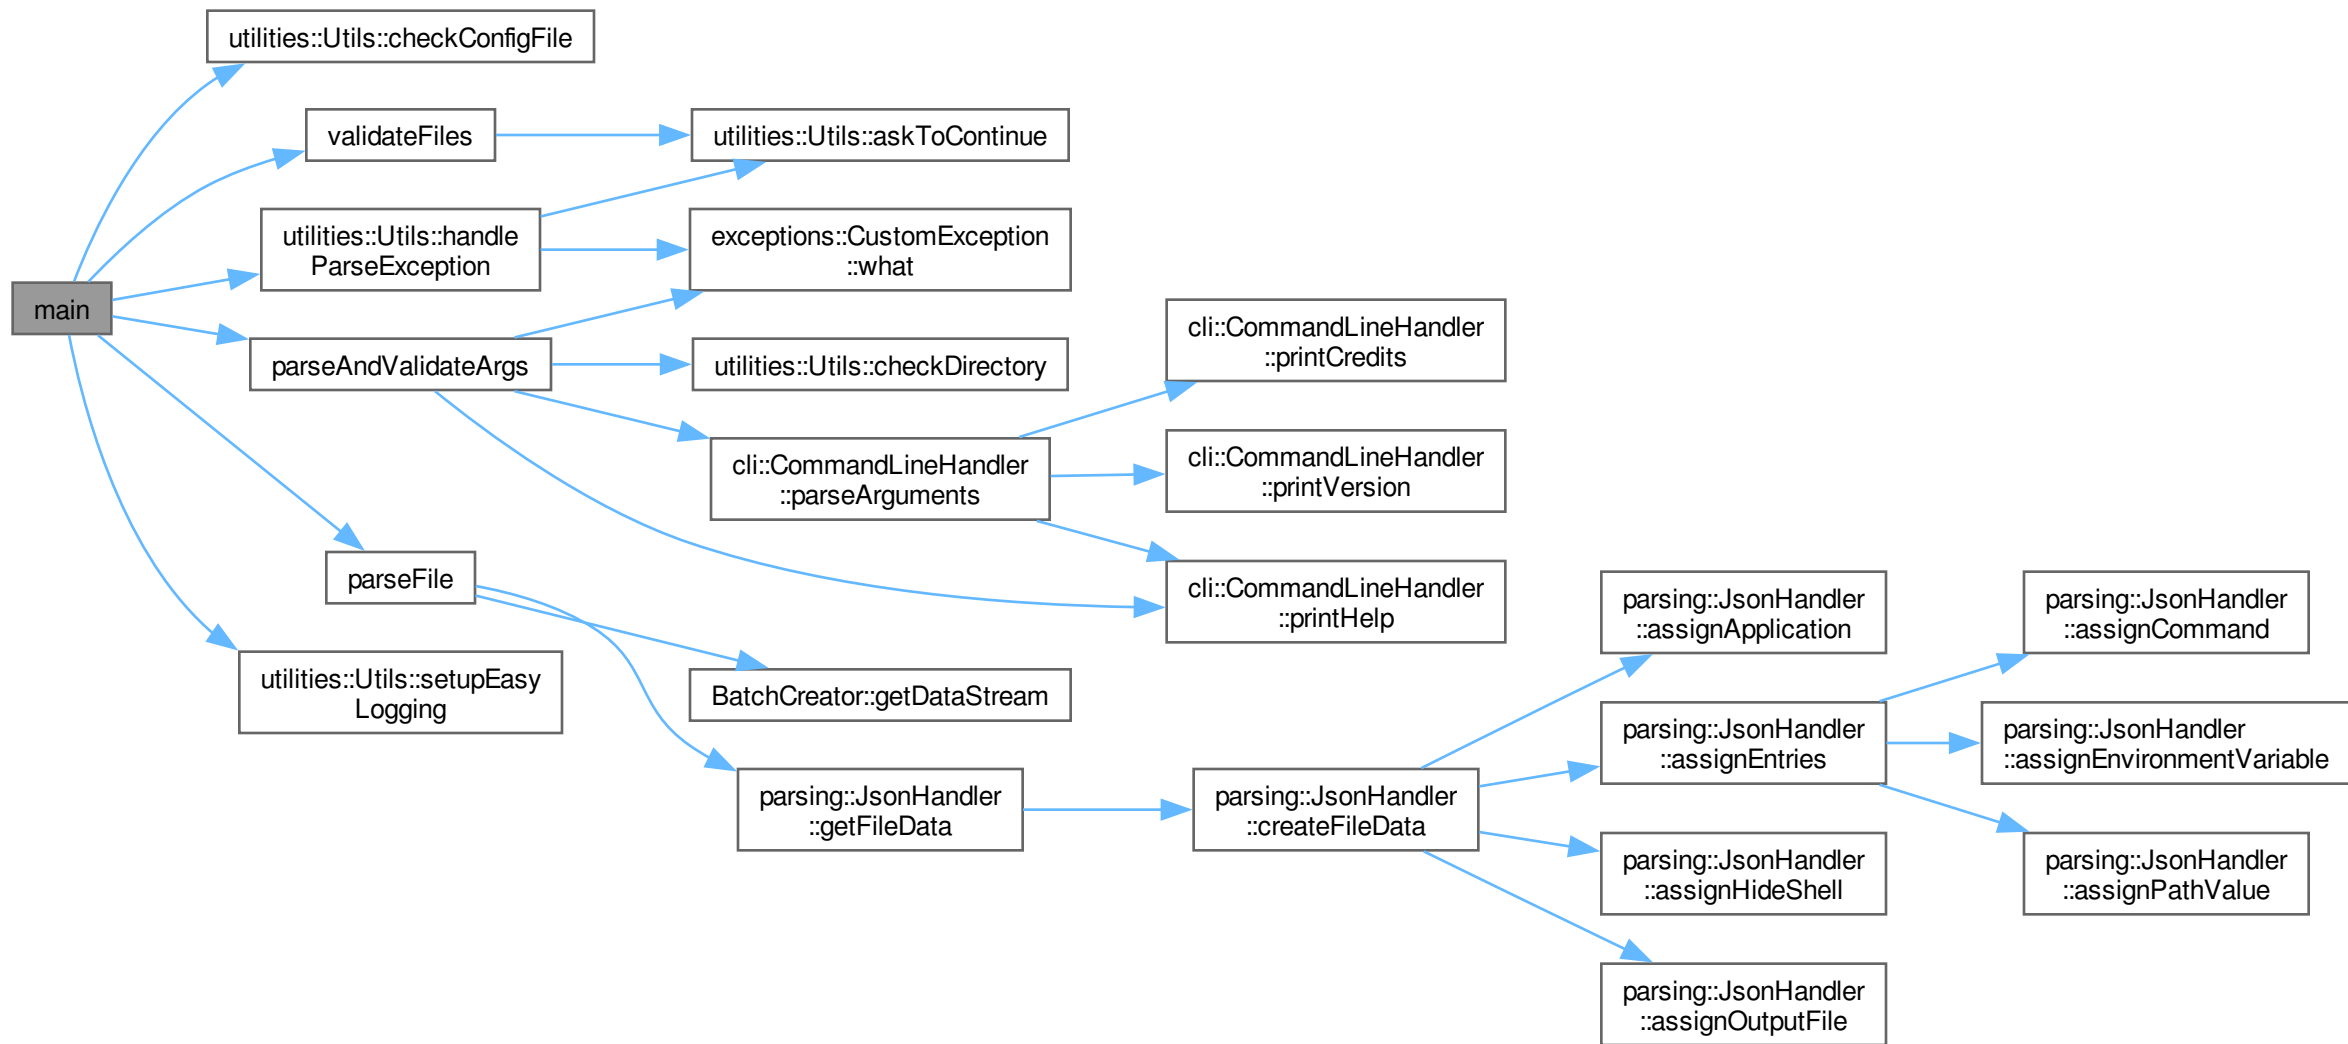 utilities::Utils::checkConfigFile
validateFiles
utilities::Utils::askToContinue
utilities::Utils::handle
ParseException
exceptions::CustomException
::what
main
parseAndValidateArgs
utilities::Utils::checkDirectory
cli::CommandLineHandler
::printCredits
cli::CommandLineHandler
::parseArguments
cli::CommandLineHandler
::printVersion
cli::CommandLineHandler
::printHelp
parseFile
utilities::Utils::setupEasy
Logging
BatchCreator::getDataStream
parsing::JsonHandler
::getFileData
parsing::JsonHandler
::createFileData
parsing::JsonHandler
::assignApplication
parsing::JsonHandler
::assignEntries
parsing::JsonHandler
::assignHideShell
parsing::JsonHandler
::assignOutputFile
parsing::JsonHandler
::assignCommand
parsing::JsonHandler
::assignEnvironmentVariable
parsing::JsonHandler
::assignPathValue